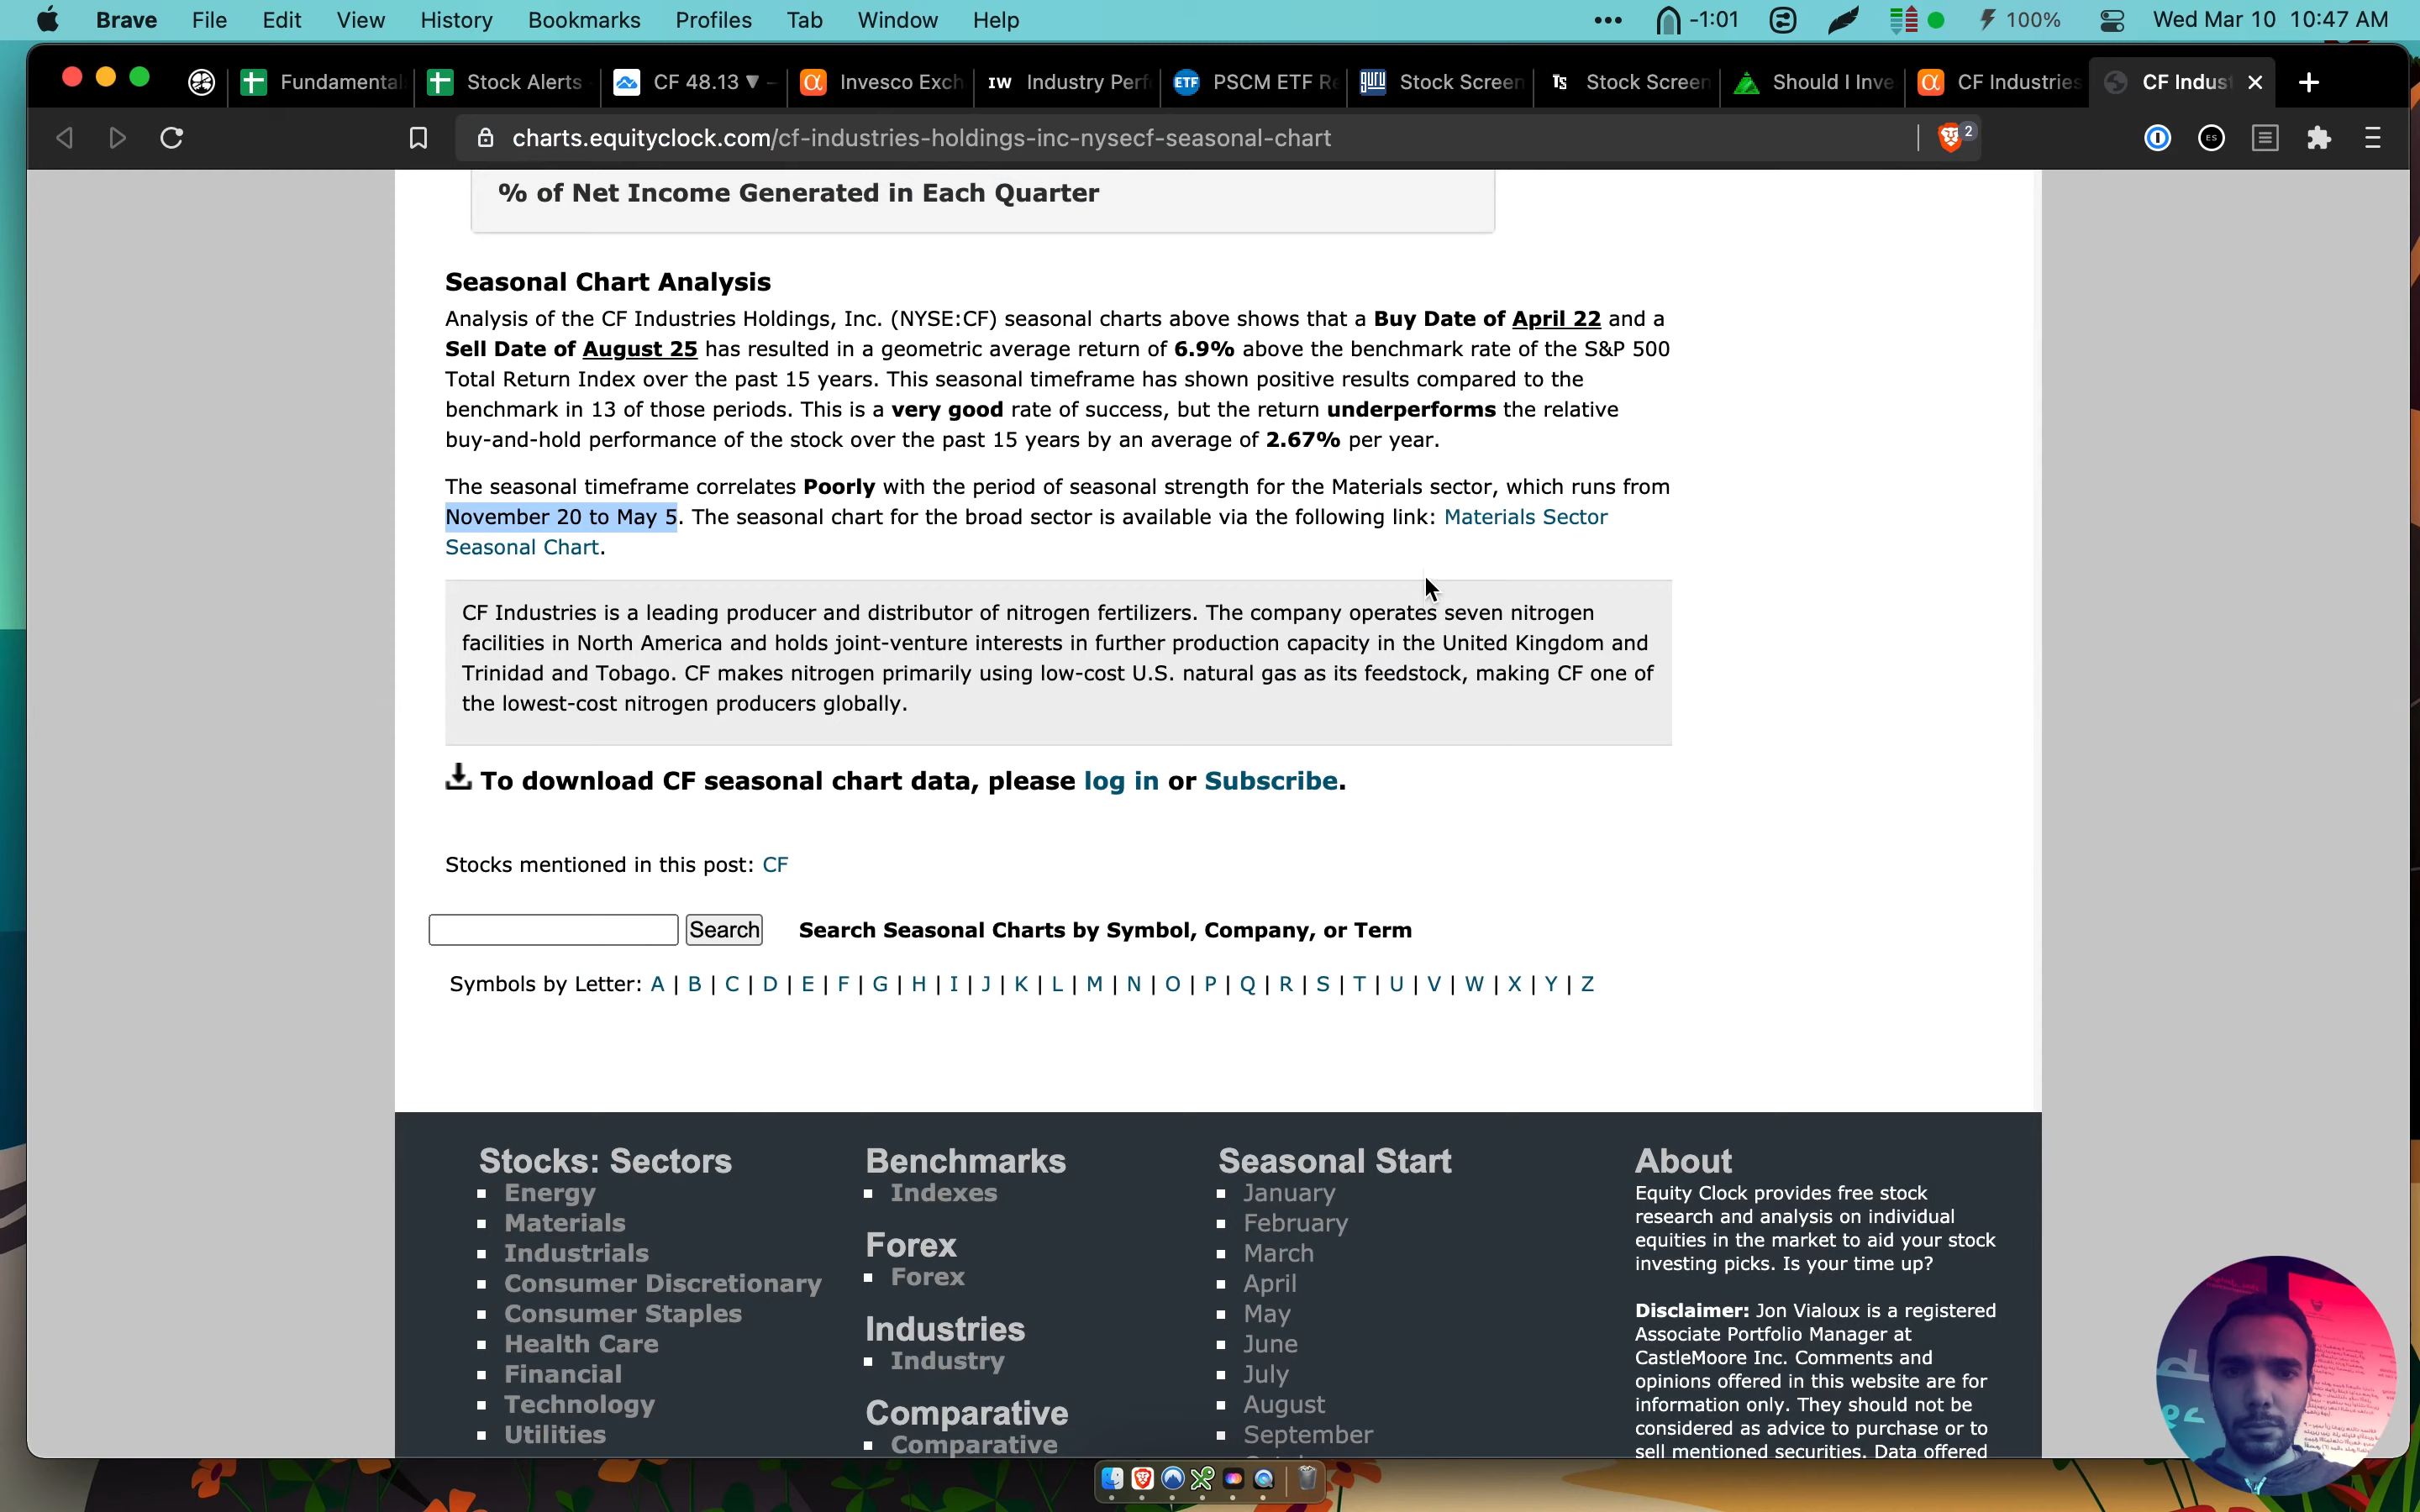 Brave File Edit View History Bookmarks Profiles Tab Window Help ••• -1:01 100% Wed Mar 10 10:47 AM
Fundamental Stock Alerts CF 48.13 ▼ Invesco Exch IW Industry Perf ETF PSCM ETF Re guru Stock Screen TS Stock Screen Should I Inve CF Industries CF Indust
charts.equityclock.com/cf-industries-holdings-inc-nysecf-seasonal-chart 2 ES
% of Net Income Generated in Each Quarter
Seasonal Chart Analysis
Analysis of the CF Industries Holdings, Inc. (NYSE:CF) seasonal charts above shows that a Buy Date of April 22 and a
Sell Date of August 25 has resulted in a geometric average return of 6.9% above the benchmark rate of the S&P 500
Total Return Index over the past 15 years. This seasonal timeframe has shown positive results compared to the
benchmark in 13 of those periods. This is a very good rate of success, but the return underperforms the relative
buy-and-hold performance of the stock over the past 15 years by an average of 2.67% per year.
The seasonal timeframe correlates Poorly with the period of seasonal strength for the Materials sector, which runs from
November 20 to May 5. The seasonal chart for the broad sector is available via the following link: Materials Sector
Seasonal Chart.
CF Industries is a leading producer and distributor of nitrogen fertilizers. The company operates seven nitrogen
facilities in North America and holds joint-venture interests in further production capacity in the United Kingdom and
Trinidad and Tobago. CF makes nitrogen primarily using low-cost U.S. natural gas as its feedstock, making CF one of
the lowest-cost nitrogen producers globally.
To download CF seasonal chart data, please log in or Subscribe.
Stocks mentioned in this post: CF
Search Search Seasonal Charts by Symbol, Company, or Term
Symbols by Letter: A | B | C | D | E | F | G | H | I | J | K | L | M | N | O | P | Q | R | S | T | U | V | W | X | Y | Z
Stocks: Sectors
Energy
Materials
Industrials
Consumer Discretionary
Consumer Staples
Health Care
Financial
Technology
Utilities
Benchmarks
Indexes
Forex
Forex
Industries
Industry
Comparative
Comparative
Seasonal Start
January
February
March
April
May
June
July
August
September
About
Equity Clock provides free stock
research and analysis on individual
equities in the market to aid your stock
investing picks. Is your time up?
Disclaimer: Jon Vialoux is a registered
Associate Portfolio Manager at
CastleMoore Inc. Comments and
opinions offered in this website are for
information only. They should not be
considered as advice to purchase or to
sell mentioned securities. Data offered